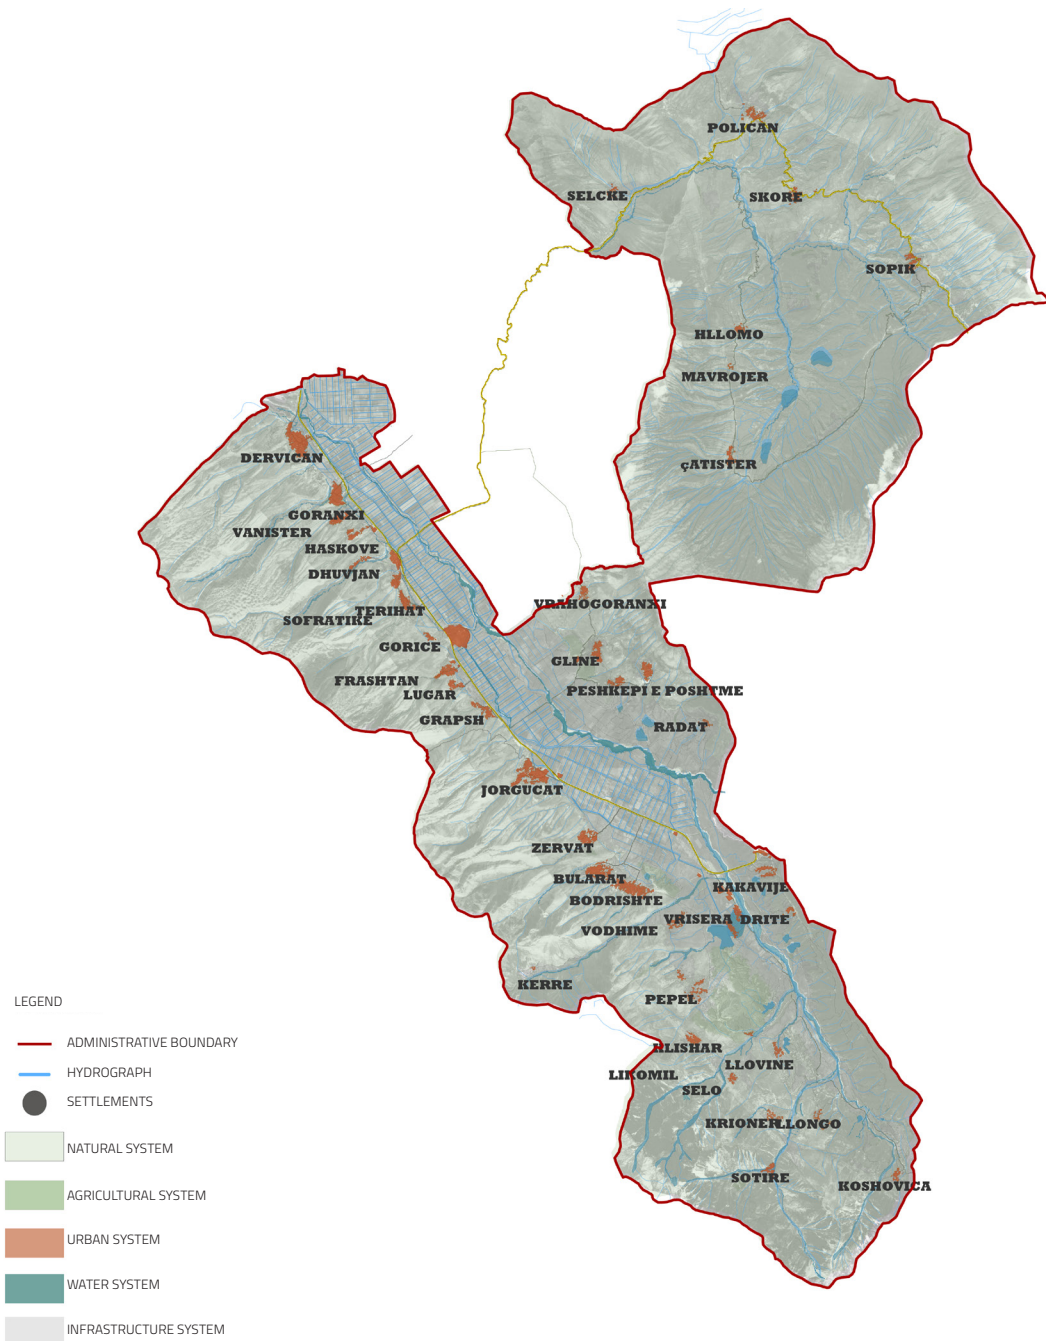 POLICAN
SELCKE
SKORE
SOPIK
HLLOMO
MAVROJER
çATISTER
DERVICAN
GORANXI
VANISTER
HASKOVE
DHUVJAN
VRAHOGORANXI
TERIHAT
SOFRATIKE
GORICE
GLINE
FRASHTAN
PESHKEPI E POSHTME
LUGAR
GRAPSH
RADAT
JORGUCAT
ZERVAT
BULARAT
KAKAVIJE
BODRISHTE
VRISERA
DRITE
VODHIME
KERRE
PEPEL
LEGEND
ADMINISTRATIVE BOUNDARY
HLISHAR
LLOVINE
HYDROGRAPH
LIKOMIL
SELO
SETTLEMENTS
KRIONER
LLONGO
NATURAL SYSTEM
SOTIRE
KOSHOVICA
AGRICULTURAL SYSTEM
URBAN SYSTEM
WATER SYSTEM
INFRASTRUCTURE SYSTEM